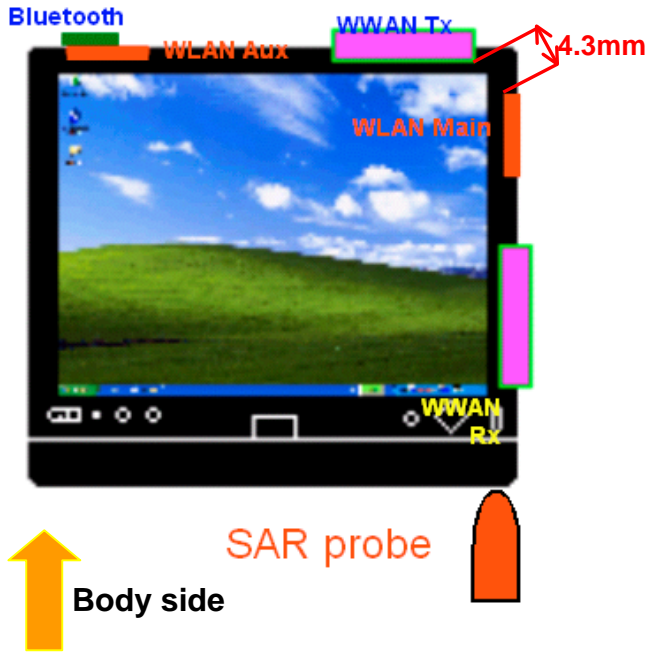 Bluetooth
WWAN Tx
WLAN Aux
4.3mm
WLAN Main
WWAN
Rx
SAR probe
Body side